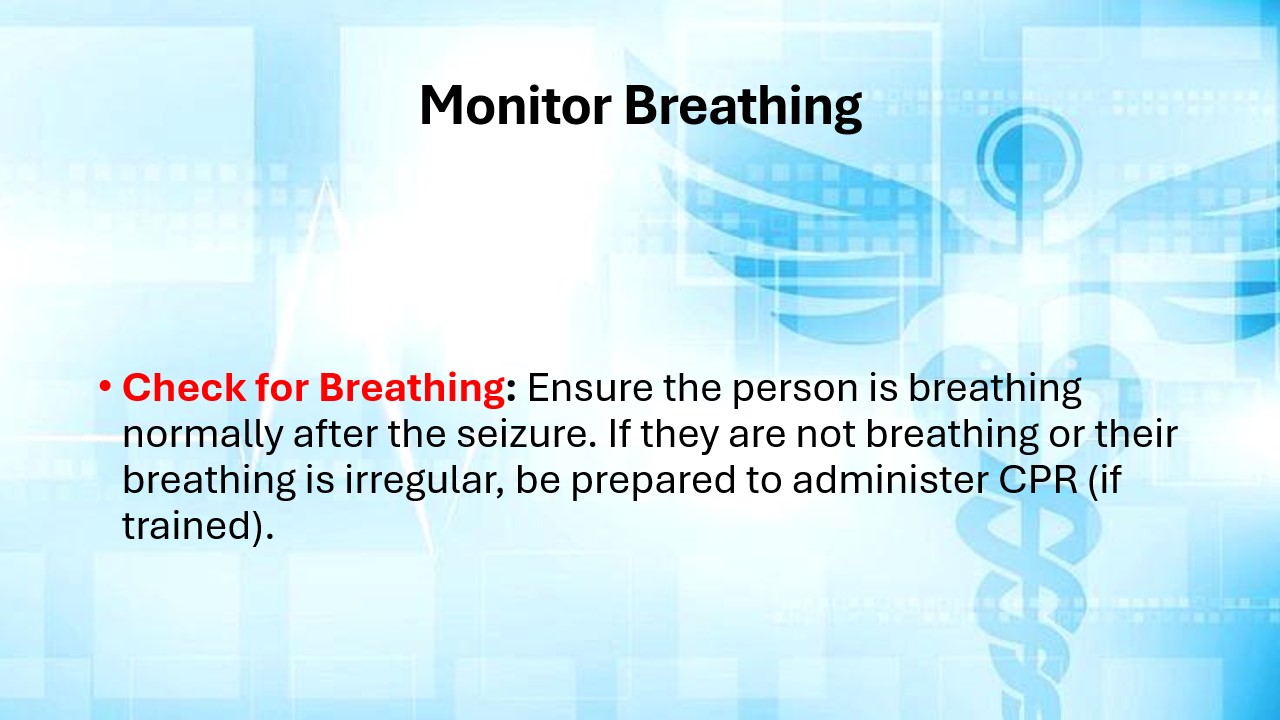 Monitor Breathing
• Check for Breathing: Ensure the person is breathing
normally after the seizure. If they are not breathing or their
breathing is irregular, be prepared to administer CPR (if
trained).